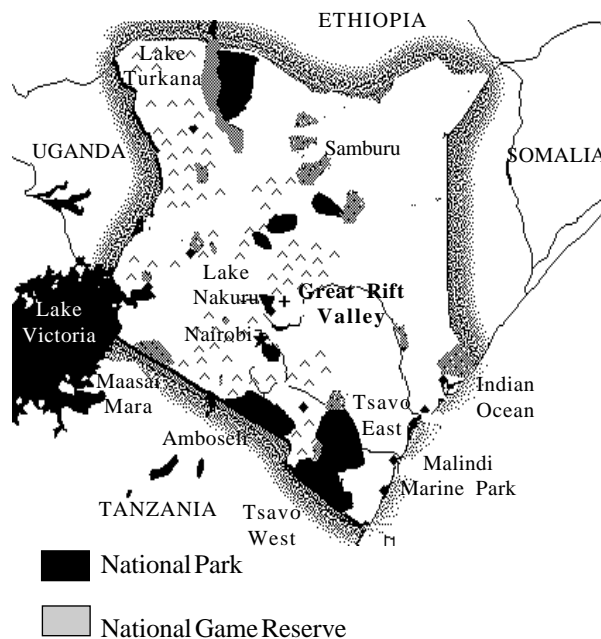 ETHIOPIA
Lake
Turkana
UGANDA
Samburu
SOMALIA
Lake
Nakuru
Great Rift
Valley
Lake
Victoria
Nairobi
Maasai
Mara
Indian
Ocean
Tsavo
East
Amboseli
Malindi
Marine Park
TANZANIA
Tsavo
West
National Park
National Game Reserve